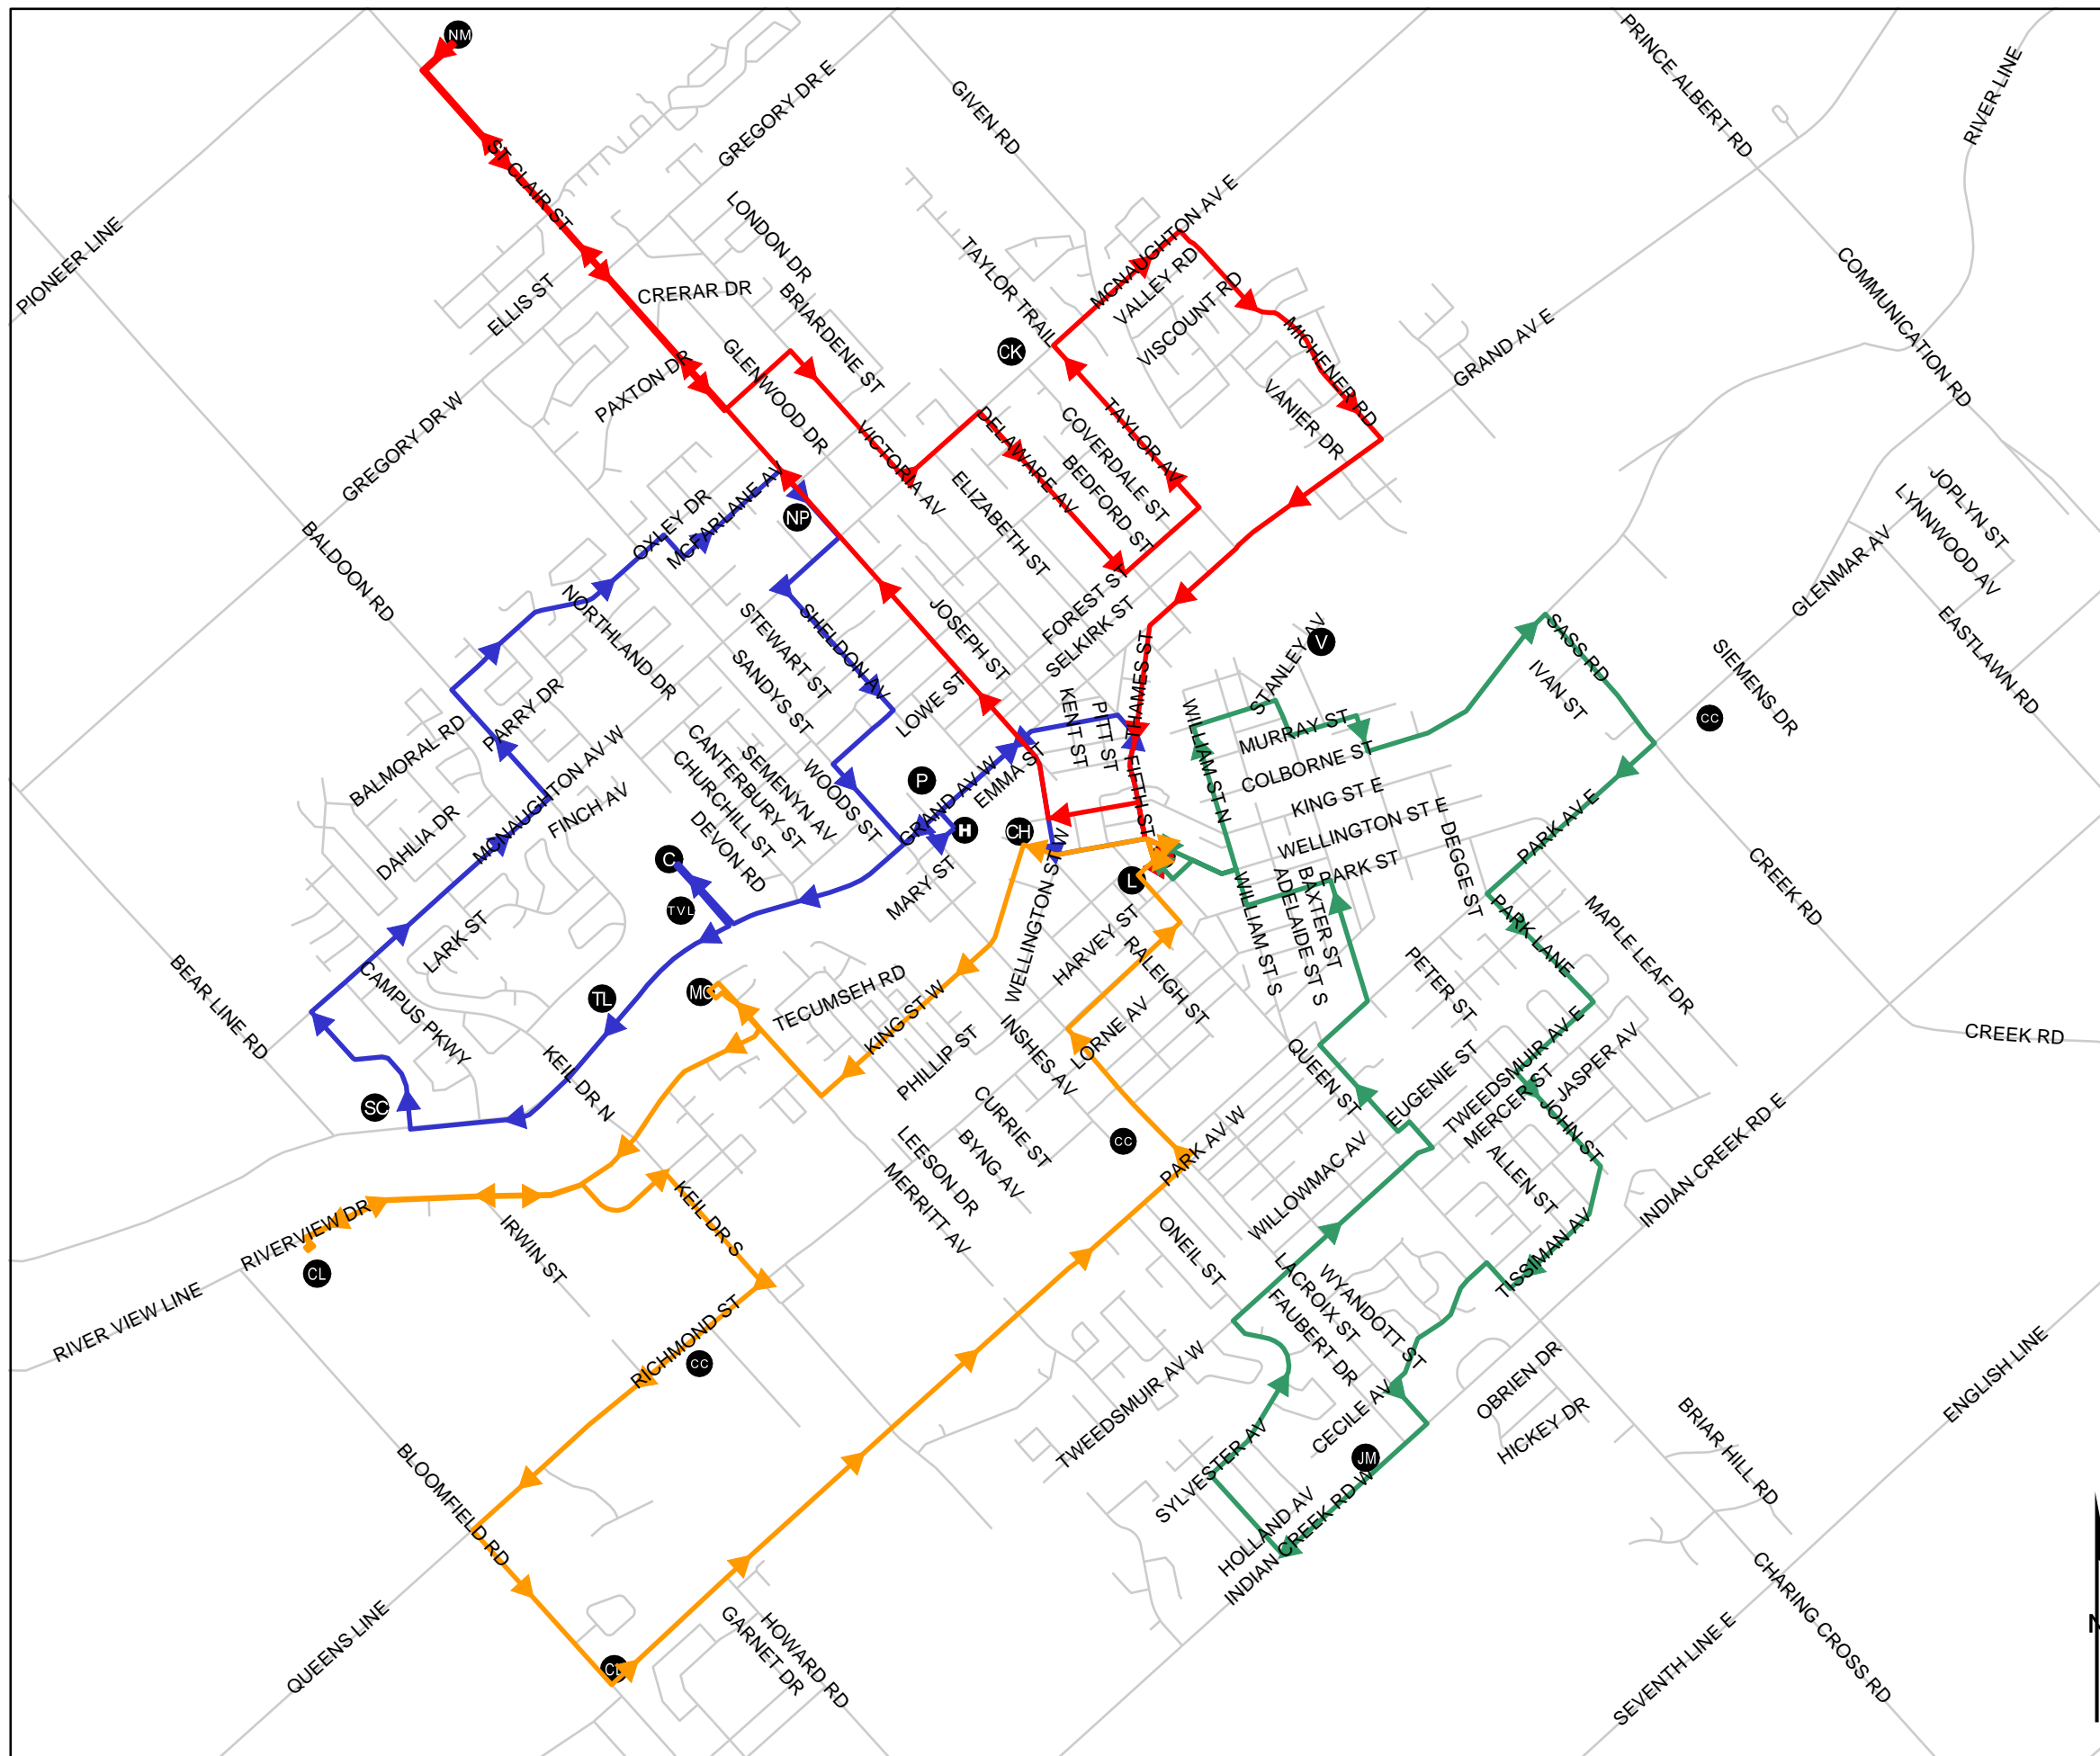 NM
PRINCE ALBERT RD
RIVER LINE
GREGORY DR E
GIVEN RD
ST CLAIR ST
PIONEER LINE
LONDON DR
MCNAUGHTON AV E
TAYLOR TRAIL
VALLEY RD
VISCOUNT RD
COMMUNICATION RD
ELLIS ST
CRERAR DR
BRIARDENE ST
CK
MICHENER RD
GRAND AV E
PAXTON DR
GLENWOOD DR
VANIER DR
GREGORY DR W
VICTORIA AV
DELAWARE AV
COVERDALE ST
TAYLOR AV
BEDFORD ST
ELIZABETH ST
JOPLYN ST
LYNNWOOD AV
OXLEY DR
MCFARLANE AV
NP
BALDOON RD
GLENMAR AV
NORTHLAND DR
STEWART ST
SHELDON AV
JOSEPH ST
FOREST ST
SELKIRK ST
STANLEY AV
V
SASS RD
EASTLAWN RD
IVAN ST
SIEMENS DR
SANDYS ST
LOWE ST
KENT ST
PITT ST
THAMES ST
WILLIAM ST N
MURRAY ST
CC
BALMORAL RD
PARRY DR
CANTERBURY ST
SEMENYN AV
CHURCHILL ST
WOODS ST
P
GRAND AV W
EMMA ST
FIFTH ST
COLBORNE ST
KING ST E
WELLINGTON ST E
DEGGE ST
PARK AV E
MCNAUGHTON AV W
FINCH AV
DAHLIA DR
DEVON RD
H
CH
C
TVL
MARY ST
L
PARK ST
BAXTER ST
ADELAIDE ST S
WILLIAM ST S
WELLINGTON ST W
CREEK RD
MAPLE LEAF DR
PARK LANE
LARK ST
CAMPUS PKWY
BEAR LINE RD
TL
MC
TECUMSEH RD
KING ST W
HARVEY ST
RALEIGH ST
PETER ST
LORNE AV
INSHES AV
PHILLIP ST
QUEEN ST
EUGENIE ST
TWEEDSMUIR AV E
MERCER ST
JASPER AV
JOHN ST
CREEK RD
SC
KEIL DR N
CURRIE ST
BYNG AV
LEESON DR
MERRITT AV
CC
PARK AV W
WILLOWMAC AV
ALLEN ST
INDIAN CREEK RD E
KEIL DR S
RIVERVIEW DR
CL
IRWIN ST
ONEIL ST
TISSIMAN AV
LACROIX ST
WYANDOTT ST
FAUBERT DR
RIVER VIEW LINE
RICHMOND ST
CC
TWEEDSMUIR AV W
CECILE AV
OBRIEN DR
HICKEY DR
ENGLISH LINE
BRIAR HILL RD
JM
SYLVESTER AV
HOLLAND AV
INDIAN CREEK RD W
BLOOMFIELD RD
QUEENS LINE
HOWARD RD
GARNET DR
CHARING CROSS RD
SEVENTH LINE E